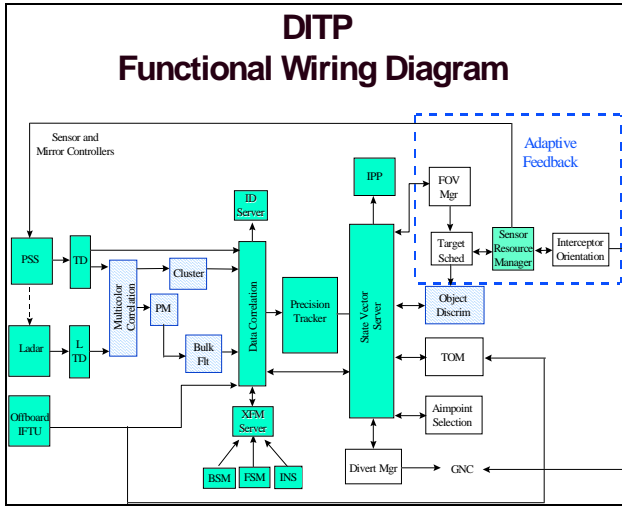 DITP
Functional Wiring Diagram
Sensor and
Mirror Controllers
Adaptive
Feedback
IPP
FOV
Mgr
ID
Server
PSS
TD
Cluster
Target
Sched
Sensor
Resource
Manager
Interceptor
Orientation
Multicolor
Correlation
PM
Data Correlation
Precision
Tracker
State Vector
Server
Object
Discrim
Ladar
L
TD
Bulk
Flt
TOM
Offboard
IFTU
XFM
Server
Aimpoint
Selection
BSM
FSM
INS
Divert Mgr
GNC